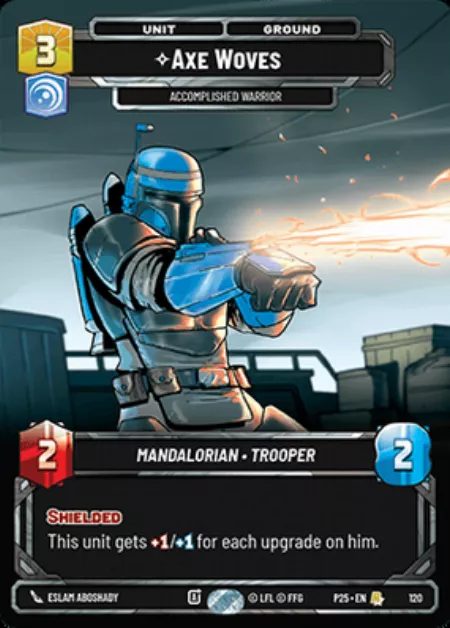 UNIT GROUND
3
AXE WOVES
ACCOMPLISHED WARRIOR
2 MANDALORIAN • TROOPER 2
SHIELDED
This unit gets +1/+1 for each upgrade on him.
ESLAM ABOSHADY © LFL © FFG P25 • EN 120